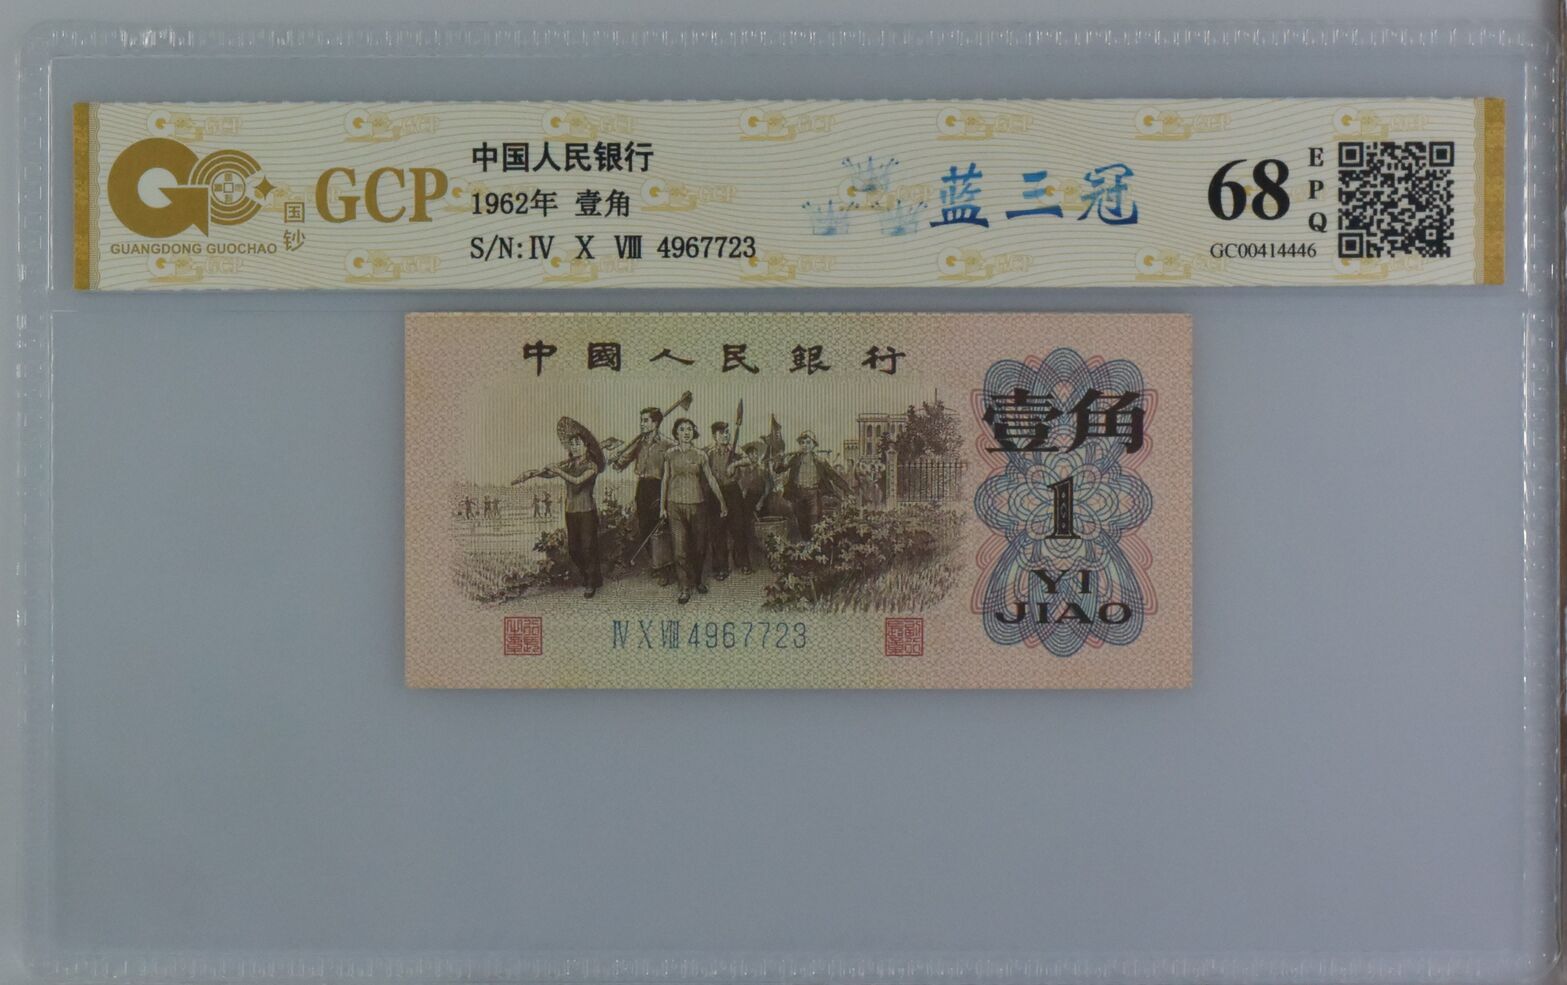 GCP
国钞
GUANGDONG GUOCHAO
中国人民银行
1962年 壹角
S/N:Ⅳ Ⅹ Ⅷ 4967723
蓝三冠
68
EPQ
GC00414446
中國人民銀行
壹角
1
YI
JIAO
Ⅳ Ⅹ Ⅷ 4967723